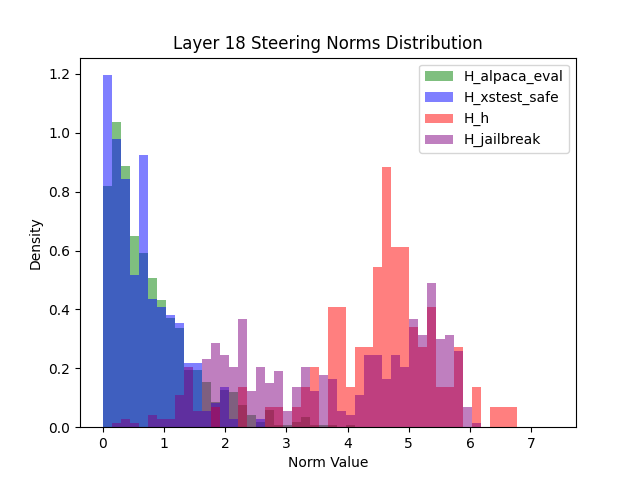 Layer 18 Steering Norms Distribution
H_alpaca_eval
H_xstest_safe
H_h
H_jailbreak
1.2
1.0
0.8
0.6
0.4
0.2
0.0
Density
0 1 2 3 4 5 6 7
Norm Value